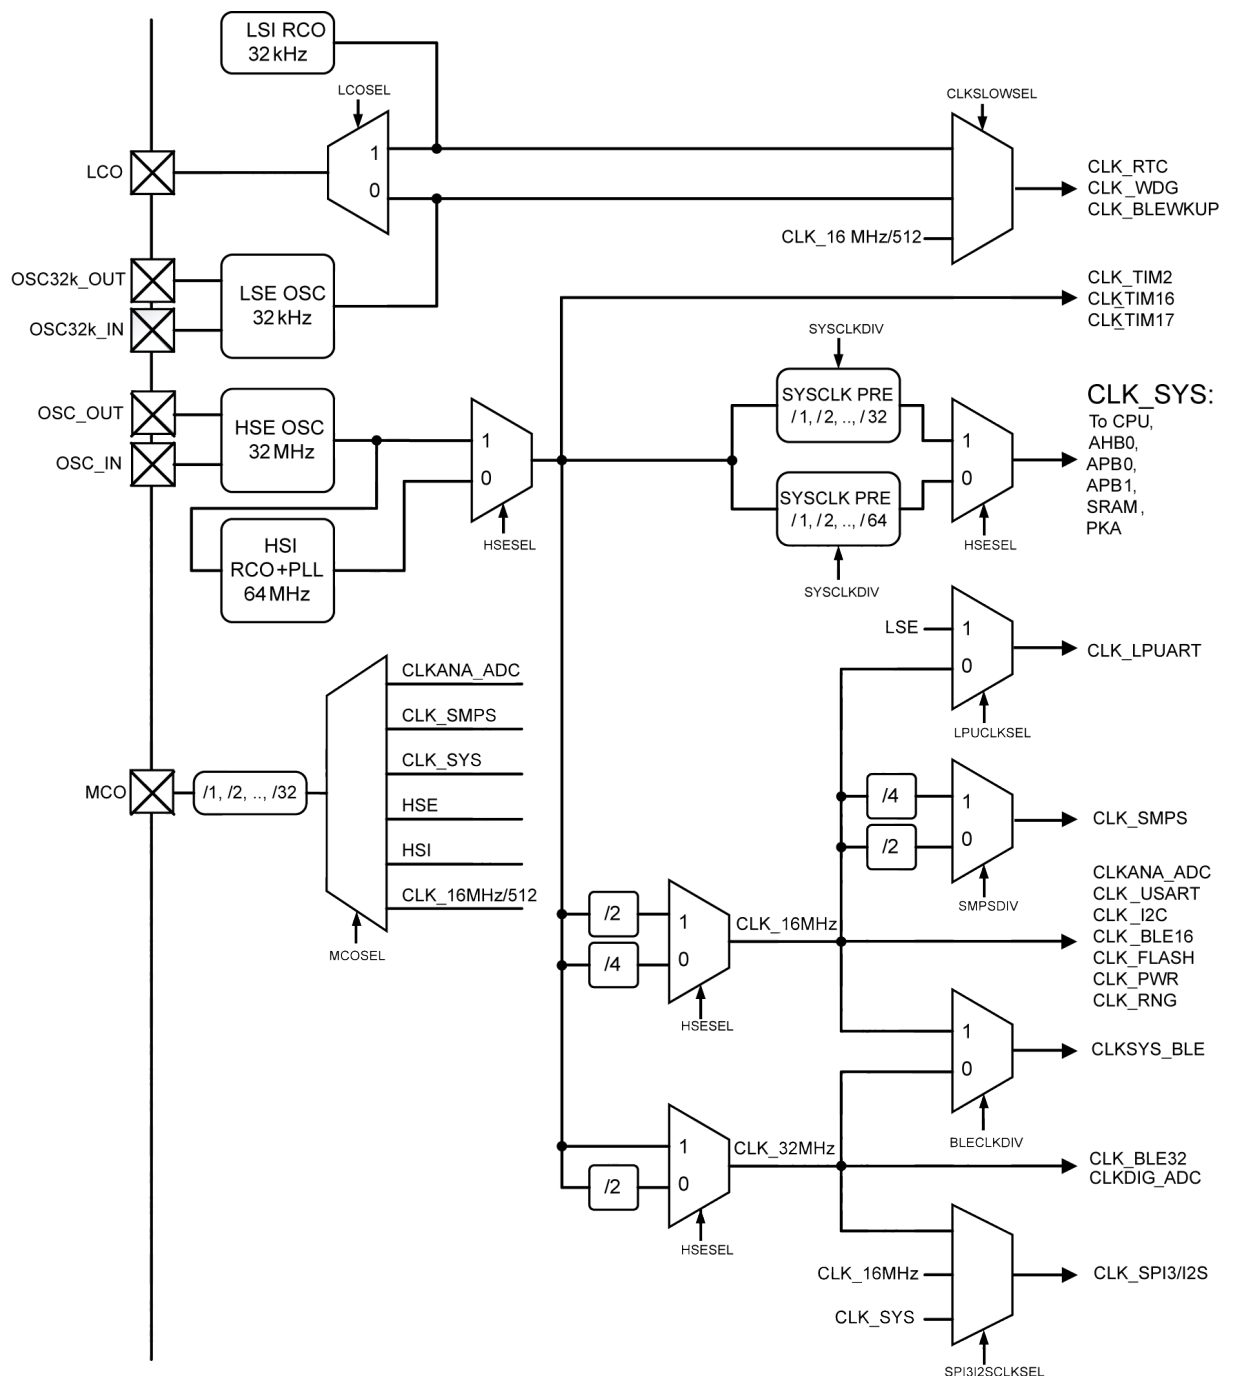 LSI RCO
32 kHz
LCOSEL
CLKSLOWSEL
1
0
LCO
CLK_RTC
CLK_WDG
CLK_BLEWKUP
CLK_16 MHz/512
OSC32k_OUT
OSC32k_IN
LSE OSC
32 kHz
CLK_TIM2
CLKTIM16
CLKTIM17
SYSCLKDIV
OSC_OUT
OSC_IN
HSE OSC
32 MHz
1
0
HSESEL
SYSCLK PRE
/1, /2, .., /32
SYSCLK PRE
/1, /2, .., /64
SYSCLKDIV
1
0
HSESEL
CLK_SYS:
To CPU,
AHB0,
APB0,
APB1,
SRAM,
PKA
HSI
RCO+PLL
64 MHz
LSE
1
0
CLK_LPUART
LPUCLKSEL
CLKANA_ADC
CLK_SMPS
CLK_SYS
HSE
HSI
CLK_16MHz/512
MCO
/1, /2, .., /32
MCOSEL
/4
/2
1
0
CLK_SMPS
SMPSDIV
/2
/4
1
0
HSESEL
CLK_16MHz
CLKANA_ADC
CLK_USART
CLK_I2C
CLK_BLE16
CLK_FLASH
CLK_PWR
CLK_RNG
1
0
CLKSYS_BLE
BLECLKDIV
/2
1
0
HSESEL
CLK_32MHz
CLK_BLE32
CLKDIG_ADC
CLK_16MHz
CLK_SYS
CLK_SPI3/I2S
SPI3I2SCLKSEL